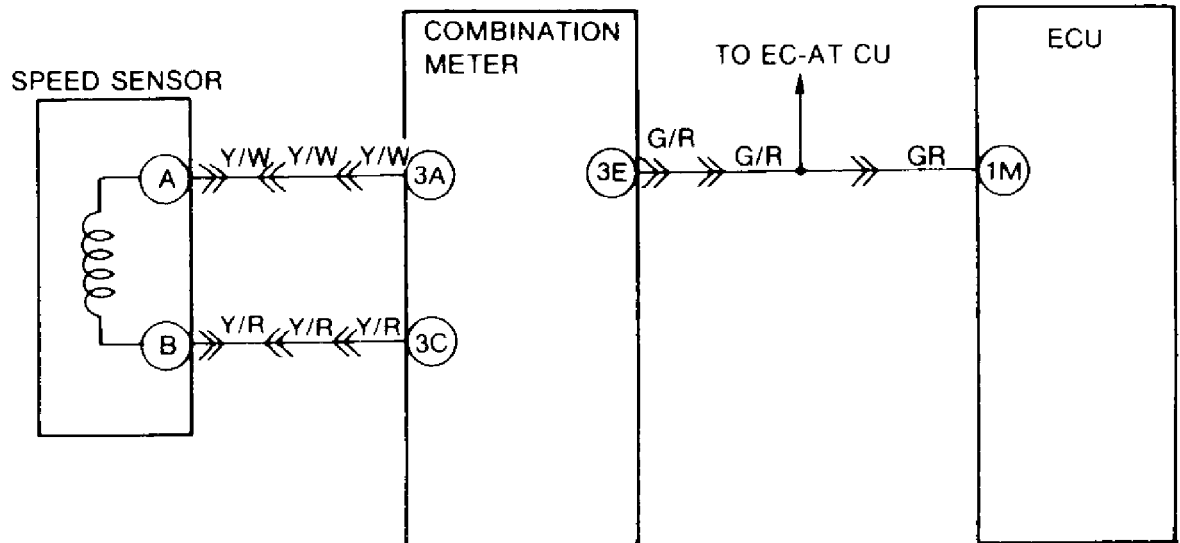 COMBINATION
METER
ECU
TO EC-AT CU
SPEED SENSOR
G/R
Y/W Y/W Y/W
G/R
GR
A
3A
3E
1M
Y/R Y/R Y/R
B
3C